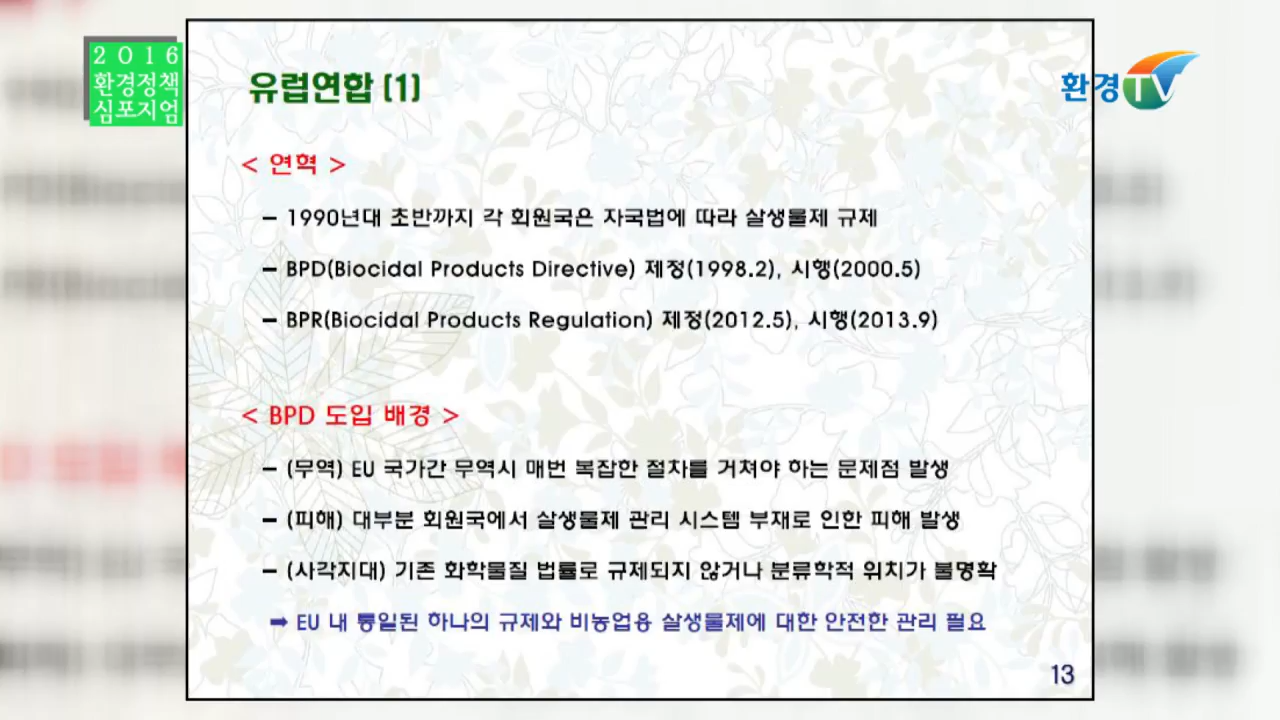 2016
환경정책
심포지엄
환경TV
유럽연합 (1)
< 연혁 >
– 1990년대 초반까지 각 회원국은 자국법에 따라 살생물제 규제
– BPD(Biocidal Products Directive) 제정(1998.2), 시행(2000.5)
– BPR(Biocidal Products Regulation) 제정(2012.5), 시행(2013.9)
< BPD 도입 배경 >
– (무역) EU 국가간 무역시 매번 복잡한 절차를 거쳐야 하는 문제점 발생
– (피해) 대부분 회원국에서 살생물제 관리 시스템 부재로 인한 피해 발생
– (사각지대) 기존 화학물질 법률로 규제되지 않거나 분류학적 위치가 불명확
➡ EU 내 통일된 하나의 규제와 비농업용 살생물제에 대한 안전한 관리 필요
13